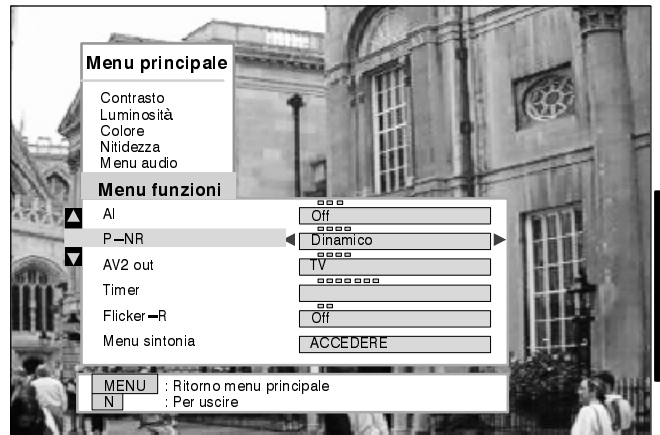 Menu principale
Contrasto
Luminosità
Colore
Nitidezza
Menu audio
Menu funzioni
AI Off
P–NR Dinamico
AV2 out TV
Timer
Flicker–R Off
Menu sintonia ACCEDERE
MENU : Ritorno menu principale
N : Per uscire